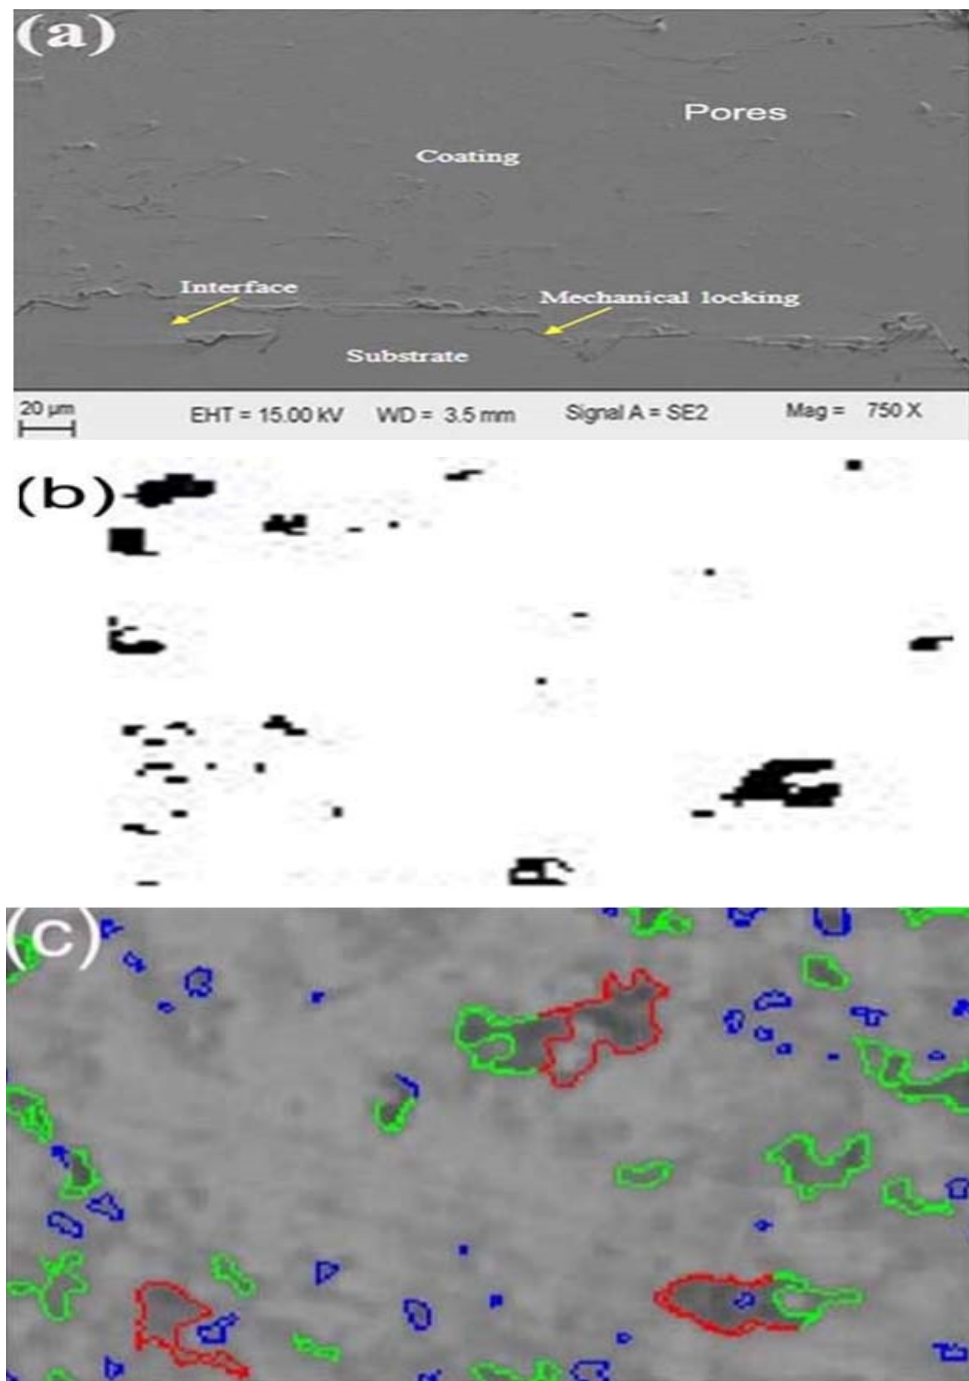 (a)
Pores
Coating
Interface
Mechanical locking
Substrate
20 µm EHT = 15.00 kV WD = 3.5 mm Signal A = SE2 Mag = 750 X
(b)
(c)